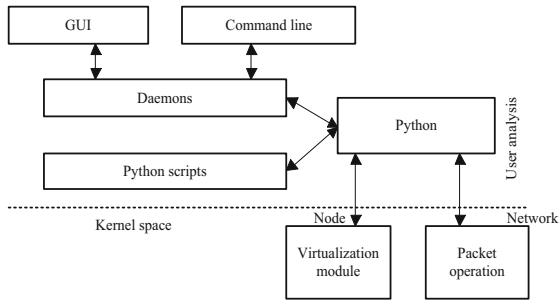 GUI
Command line
Daemons
Python
User analysis
Python scripts
Kernel space
Node
Network
Virtualization
module
Packet
operation